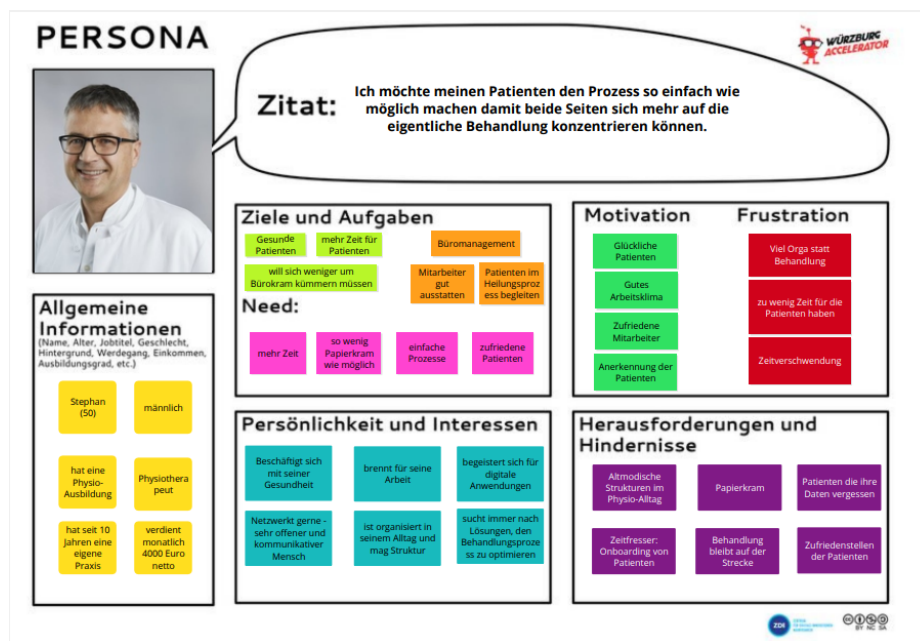 PERSONA
WÜRZBURG
ACCELERATOR
Zitat:
Ich möchte meinen Patienten den Prozess so einfach wie
möglich machen damit beide Seiten sich mehr auf die
eigentliche Behandlung konzentrieren können.
Allgemeine
Informationen
(Name, Alter, Jobtitel, Geschlecht,
Hintergrund, Werdegang, Einkommen,
Ausbildungsgrad, etc.)
Stephan
(50)
männlich
hat eine
Physio-
Ausbildung
Physiothera
peut
hat seit 10
Jahren eine
eigene
Praxis
verdient
monatlich
4000 Euro
netto
Ziele und Aufgaben
Gesunde
Patienten
mehr Zeit für
Patienten
will sich weniger um
Bürokram kümmern müssen
Büromanagement
Mitarbeiter
gut
ausstatten
Patienten im
Heilungsproz
ess begleiten
Need:
mehr Zeit
so wenig
Papierkram
wie möglich
einfache
Prozesse
zufriedene
Patienten
Motivation
Glückliche
Patienten
Gutes
Arbeitsklima
Zufriedene
Mitarbeiter
Anerkennung der
Patienten
Frustration
Viel Orga statt
Behandlung
zu wenig Zeit für die
Patienten haben
Zeitverschwendung
Persönlichkeit und Interessen
Beschäftigt sich
mit seiner
Gesundheit
brennt für seine
Arbeit
begeistert sich für
digitale
Anwendungen
Netzwerkt gerne -
sehr offener und
kommunikativer
Mensch
ist organisiert in
seinem Alltag und
mag Struktur
sucht immer nach
Lösungen, den
Behandlungsproze
ss zu optimieren
Herausforderungen und
Hindernisse
Altmodische
Strukturen im
Physio-Alltag
Papierkram
Patienten die ihre
Daten vergessen
Zeitfresser:
Onboarding von
Patienten
Behandlung
bleibt auf der
Strecke
Zufriedenstellen
der Patienten
ZDI
BY NC SA